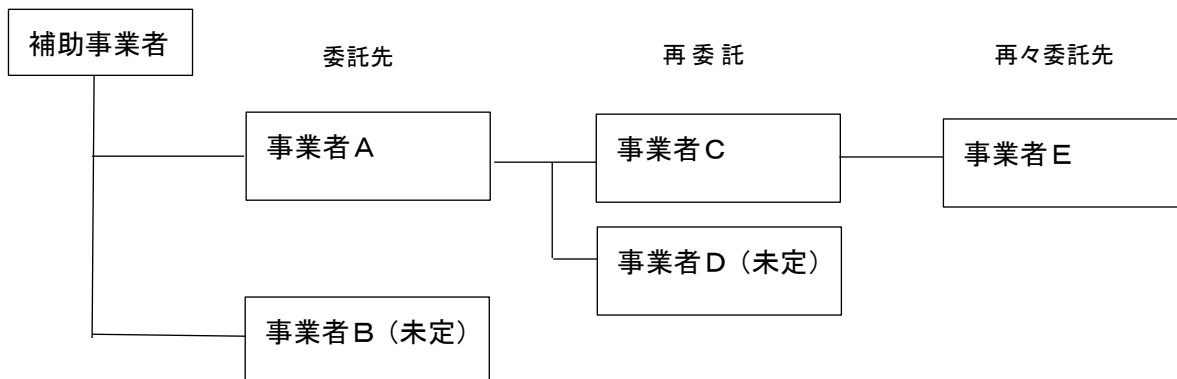 補助事業者
委託先
再委託
再々委託先
事業者A
事業者C
事業者E
事業者D（未定）
事業者B（未定）